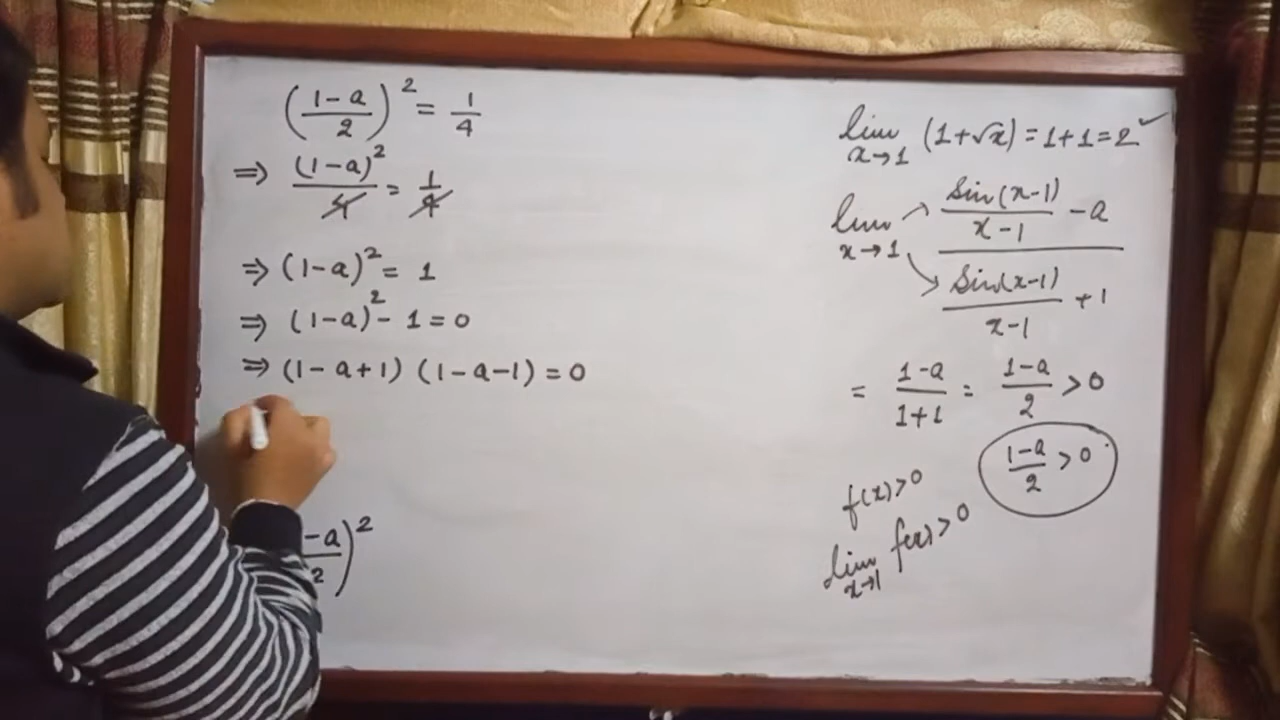 (1-a/2)² = 1/4
⇒ (1-a)²/4 = 1/4
⇒ (1-a)² = 1
⇒ (1-a)² - 1 = 0
⇒ (1-a+1) (1-a-1) = 0
-a/2)²
lim x→1 (1+√x) = 1+1 = 2 ✓
lim x→1 (sin(x-1)/(x-1) - a)/(sin(x-1)/(x-1) + 1)
= 1-a/1+1 = 1-a/2 > 0
1-a/2 > 0
f(x) > 0
lim x→1 f(x) > 0